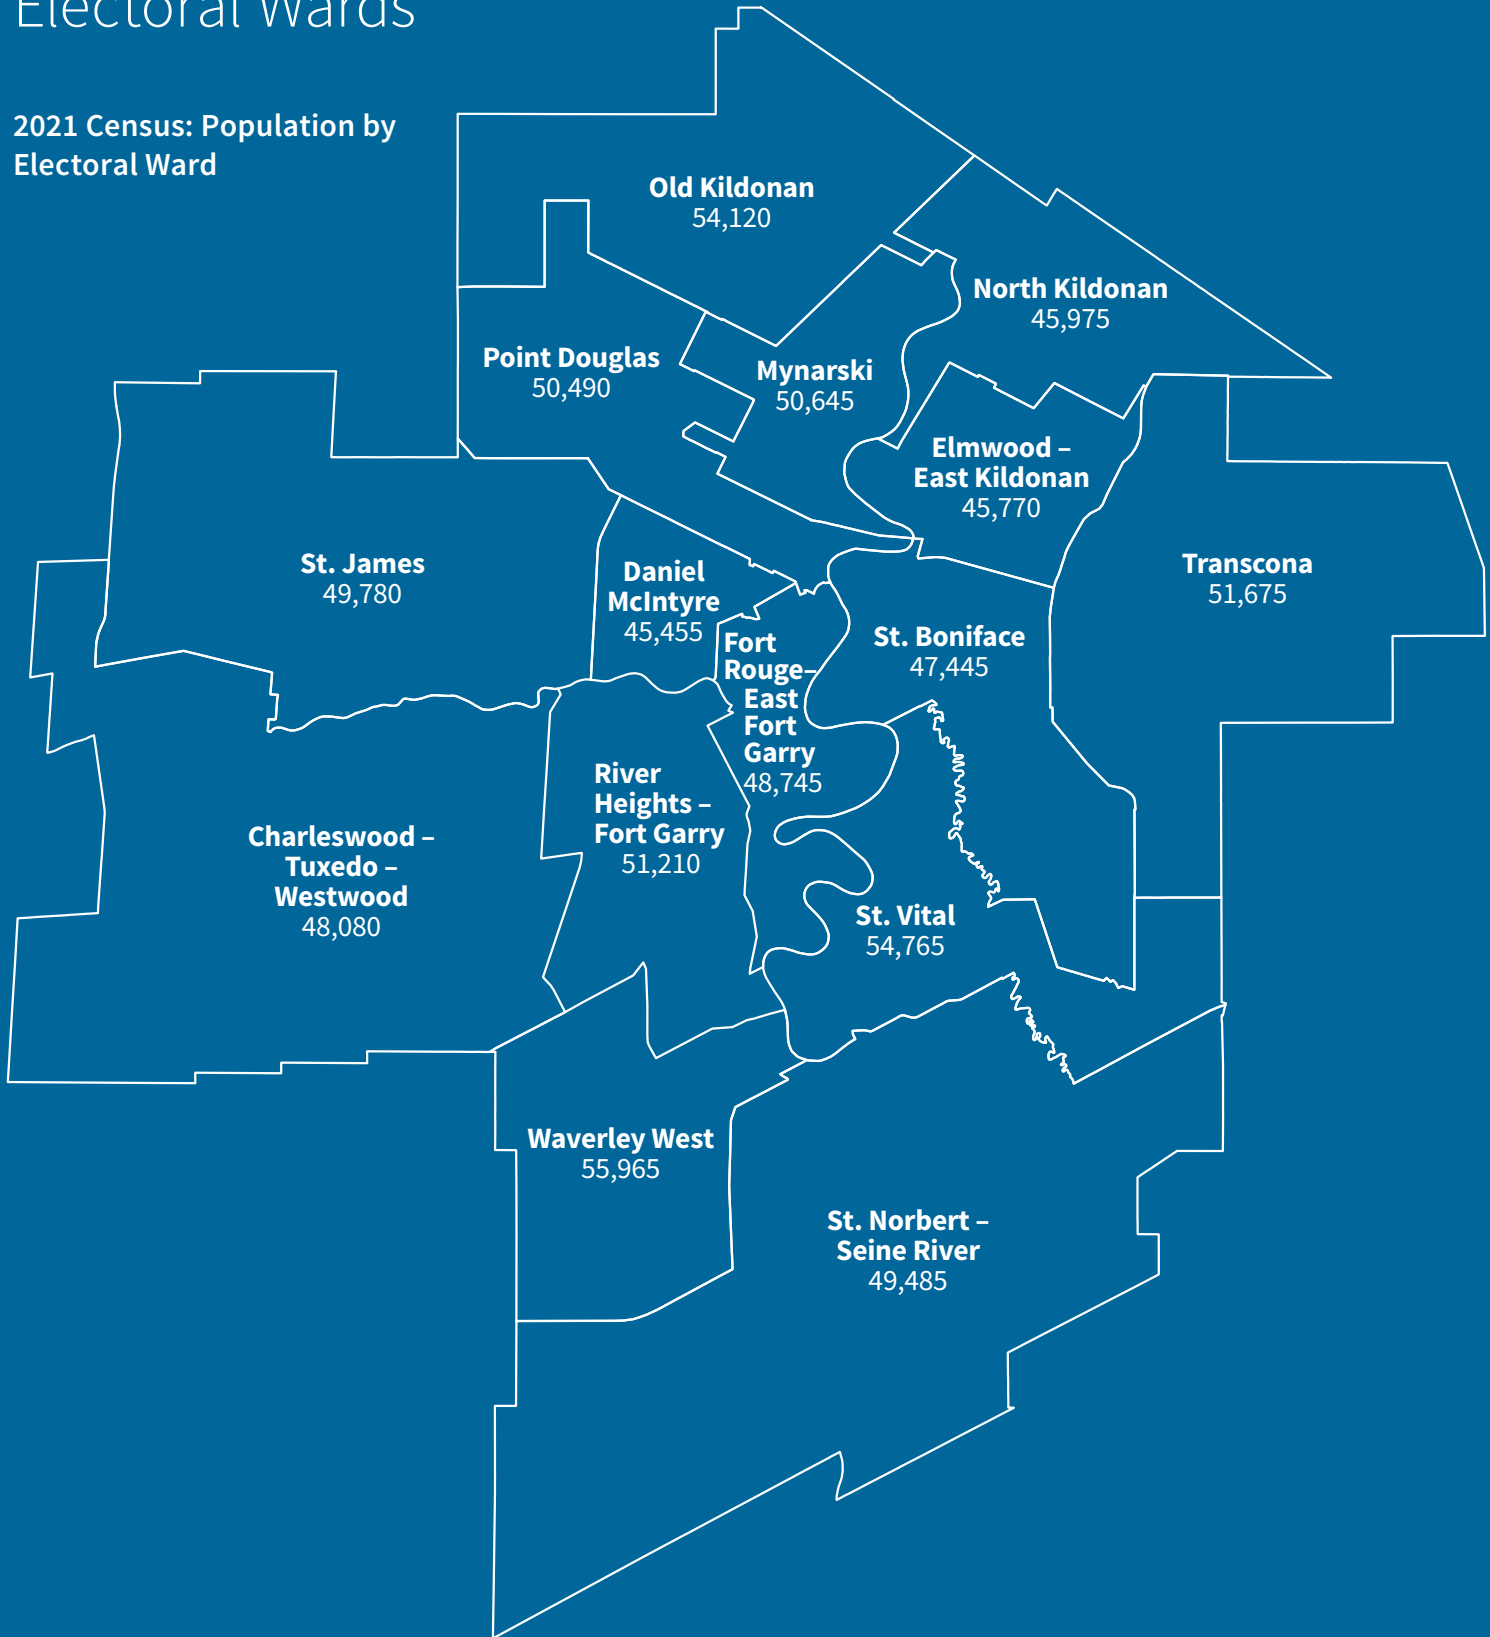 Electoral Wards
2021 Census: Population by
Electoral Ward
Old Kildonan
54,120
North Kildonan
45,975
Point Douglas
50,490
Mynarski
50,645
Elmwood –
East Kildonan
45,770
St. James
49,780
Daniel
McIntyre
45,455
Transcona
51,675
Fort
Rouge–
East
Fort
Garry
48,745
St. Boniface
47,445
River
Heights –
Fort Garry
51,210
Charleswood –
Tuxedo –
Westwood
48,080
St. Vital
54,765
Waverley West
55,965
St. Norbert –
Seine River
49,485